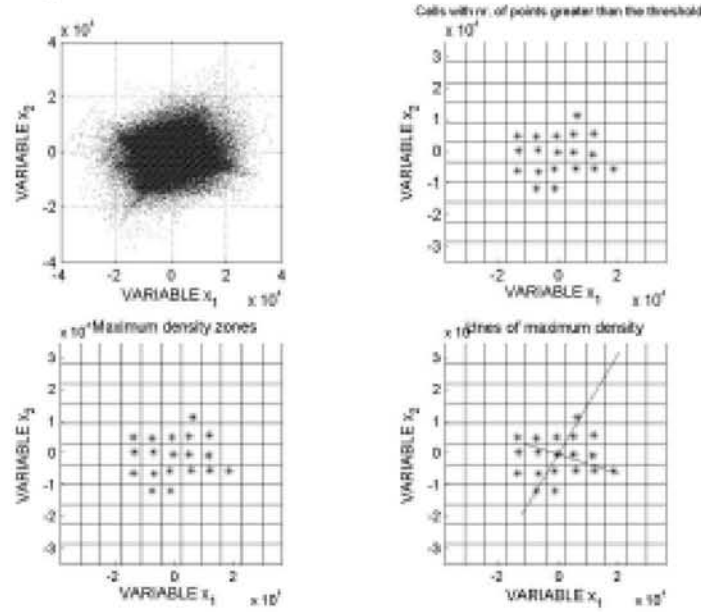 x 10⁴
4
2
0
-2
-4
-4 -2 0 2 4
VARIABLE x₂
VARIABLE x₁
x 10⁴
Cells with nr. of points greater than the threshold
3
2
1
0
-1
-2
-3
-2 0 2
VARIABLE x₂
VARIABLE x₁
x 10⁴
x 10⁴ Maximum density zones
3
2
1
0
-1
-2
-3
-2 0 2
VARIABLE x₂
VARIABLE x₁
x 10⁴
Lines of maximum density
3
2
1
0
-1
-2
-3
-2 0 2
VARIABLE x₂
VARIABLE x₁
x 10⁴